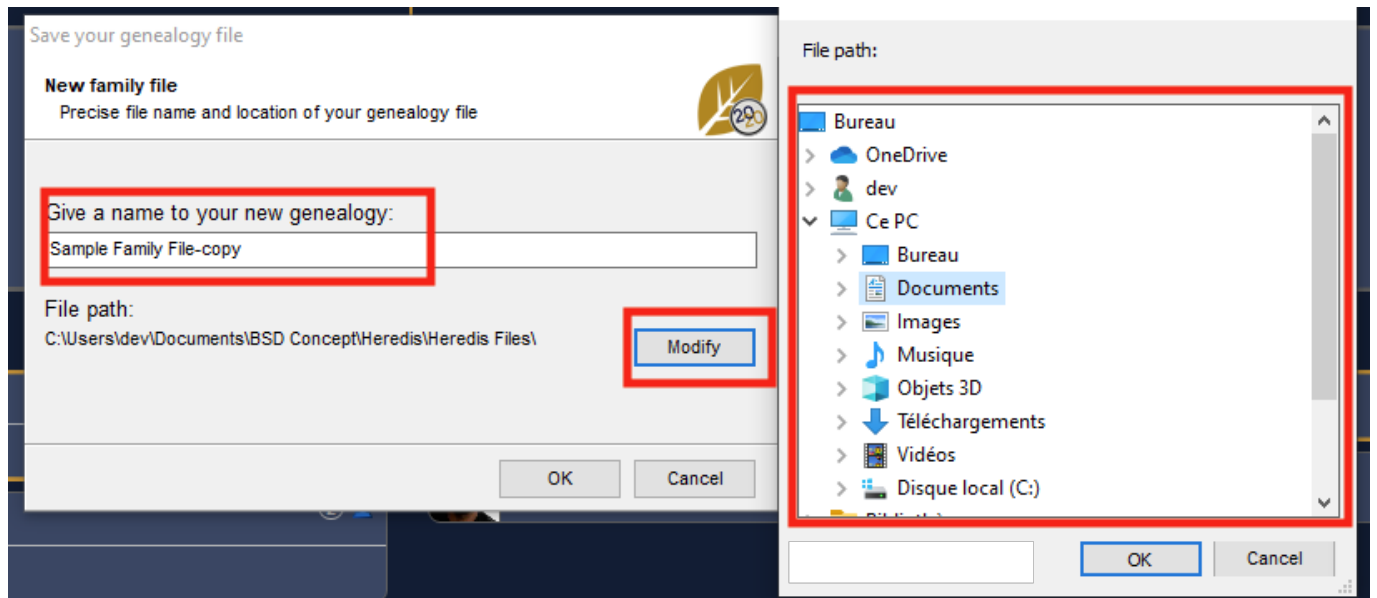 Save your genealogy file
New family file
Precise file name and location of your genealogy file
2020
Give a name to your new genealogy:
Sample Family File-copy
File path:
C:\Users\dev\Documents\BSD Concept\Heredis\Heredis Files\
Modify
OK Cancel
File path:
Bureau
OneDrive
dev
Ce PC
Bureau
Documents
Images
Musique
Objets 3D
Téléchargements
Vidéos
Disque local (C:)
OK Cancel